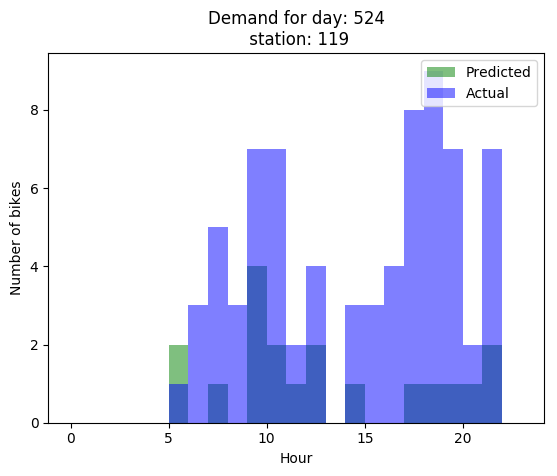 Demand for day: 524
station: 119
Predicted
Actual
Number of bikes
8
6
4
2
0
0 5 10 15 20
Hour